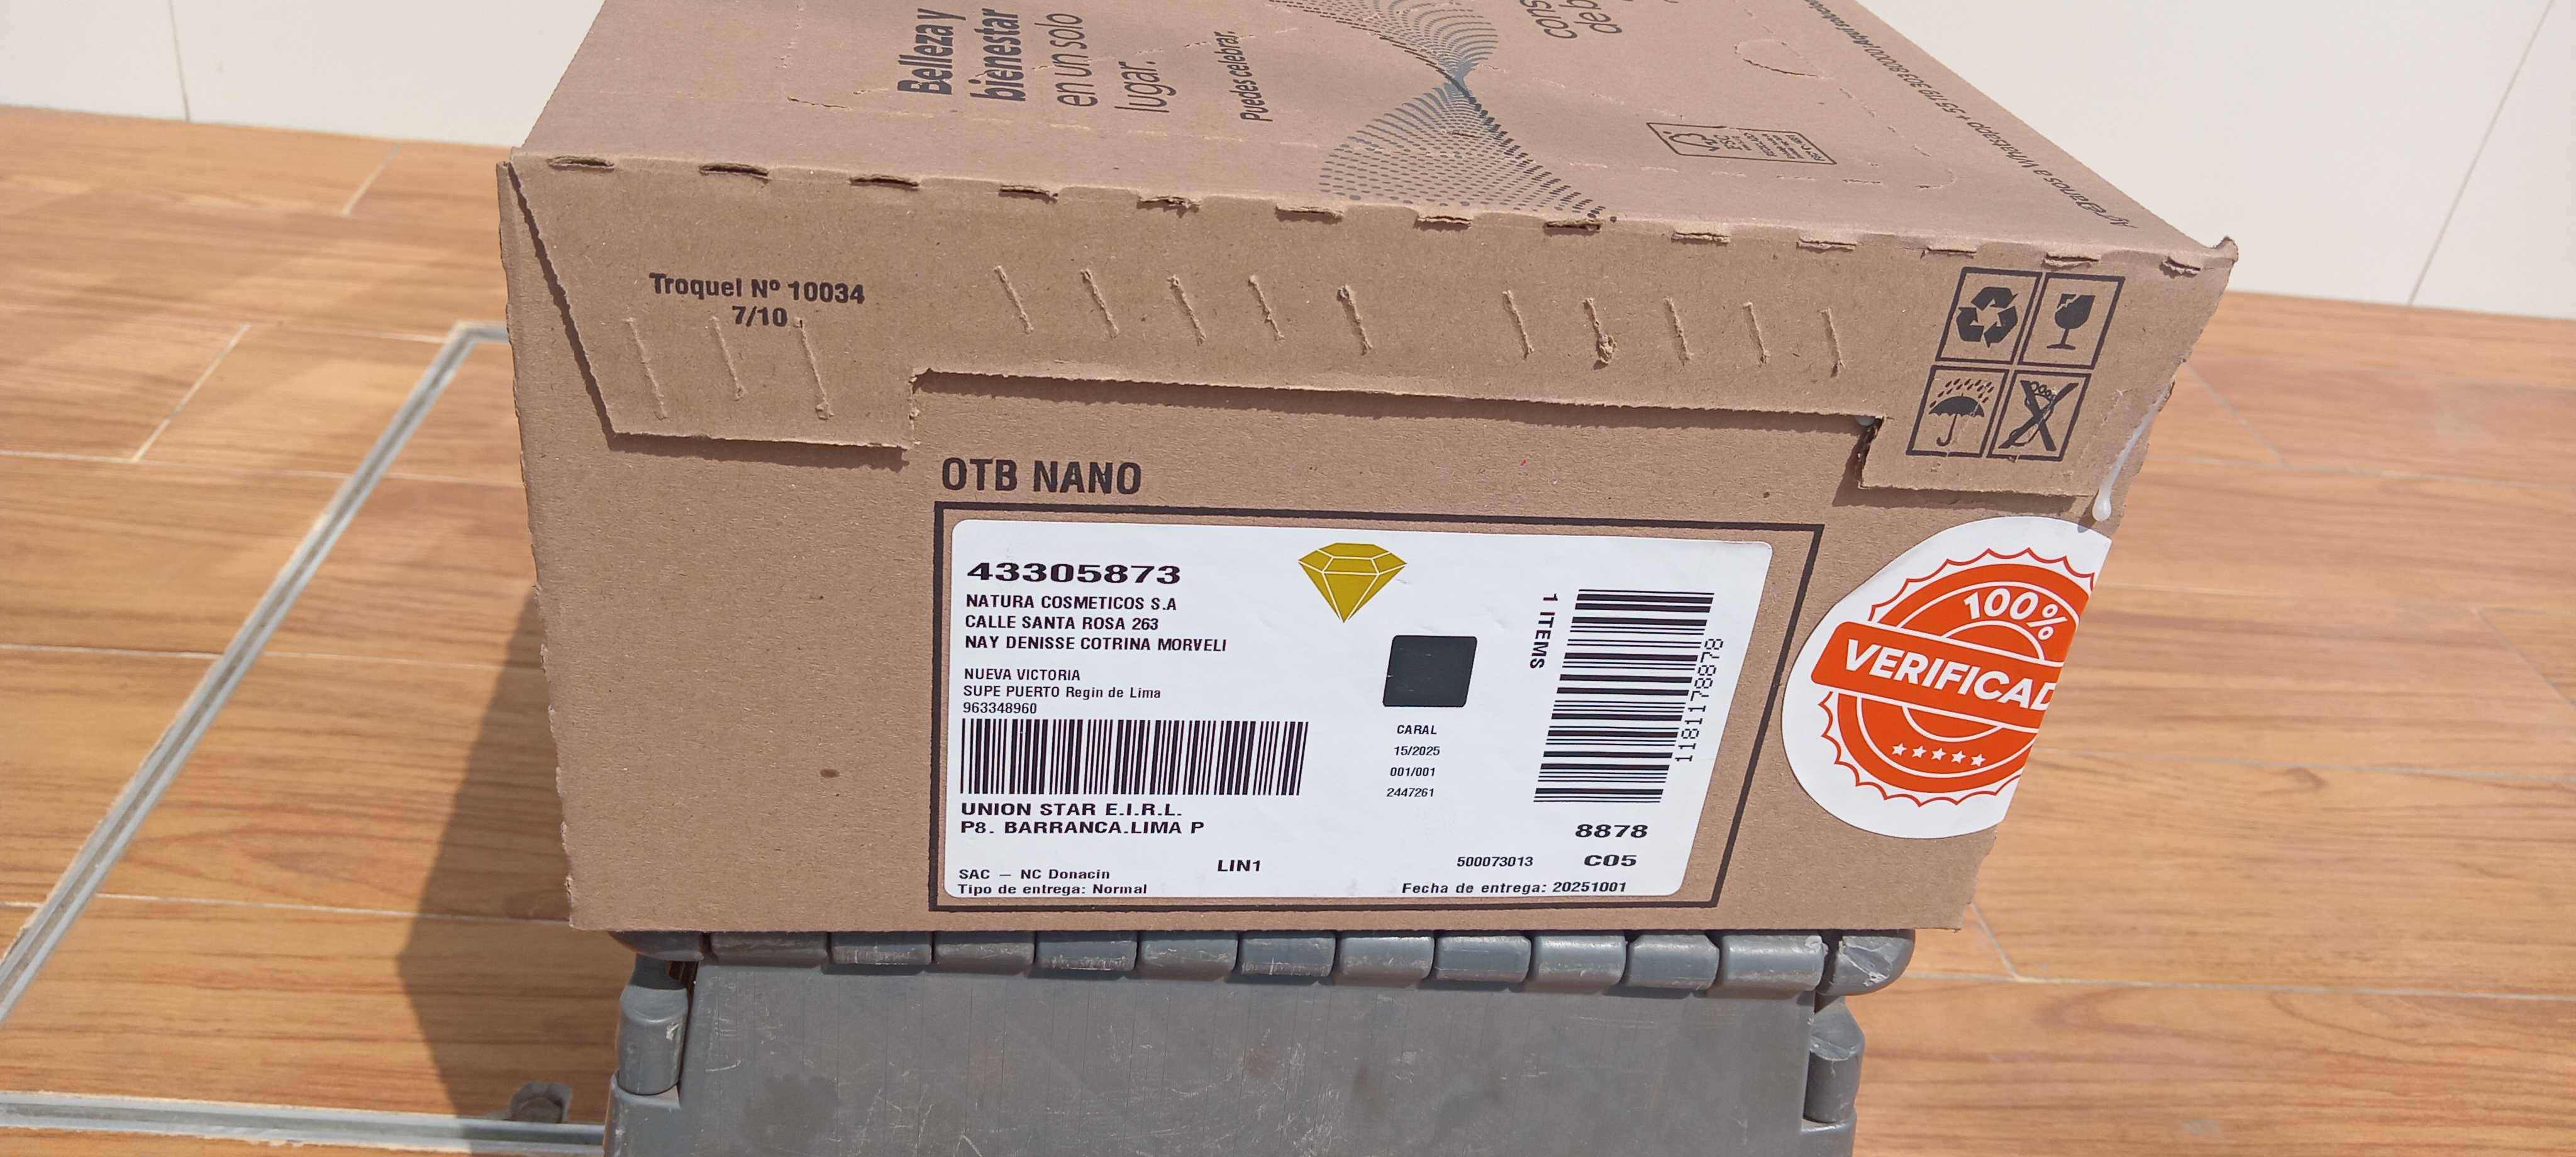 Belleza y
bienestar
en un solo
lugar.
Puedes celebrar,
cons
deb
FSC
Troquel Nº 10034
7/10
OTB NANO
43305873
NATURA COSMETICOS S.A
CALLE SANTA ROSA 263
NAY DENISSE COTRINA MORVELI
NUEVA VICTORIA
SUPE PUERTO Regin de Lima
963348960
UNION STAR E.I.R.L.
P8. BARRANCA.LIMA P
LIN1
SAC – NC Donacin
Tipo de entrega: Normal
CARAL
15/2025
001/001
2447261
1 ITEMS
1181178878
8878
500073013
C05
Fecha de entrega: 20251001
100%
VERIFICAD